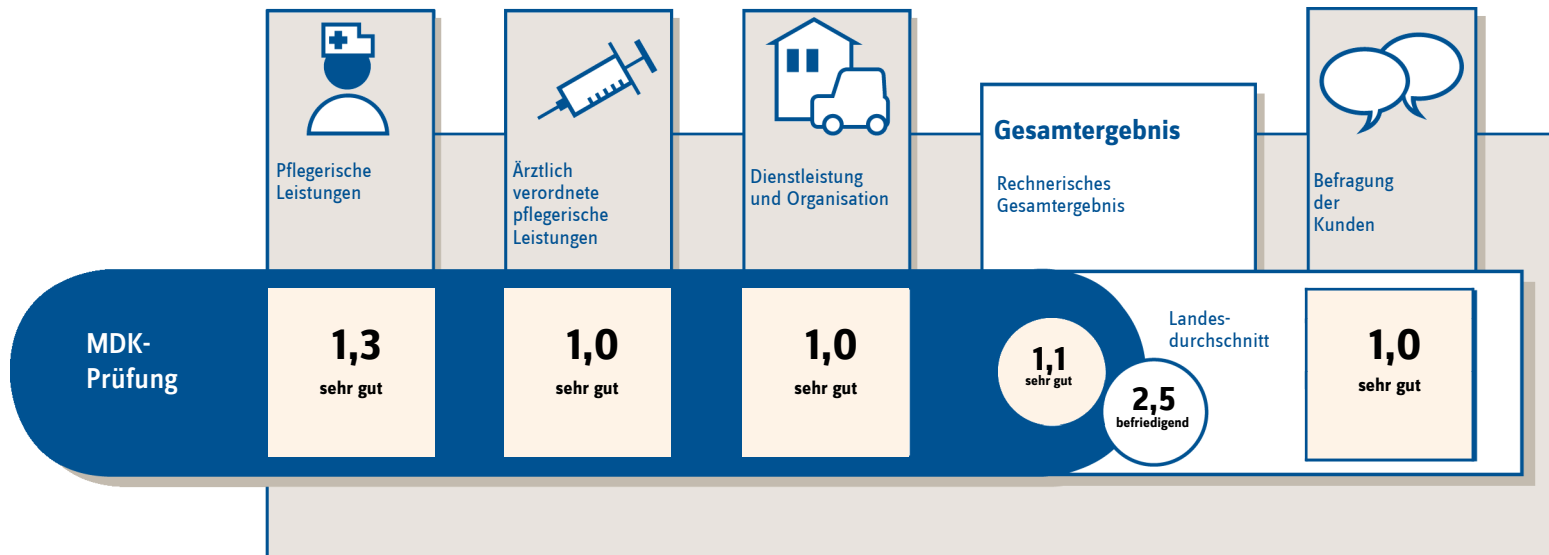 Pflegerische
Leistungen
Ärztlich
verordnete
pflegerische
Leistungen
Dienstleistung
und Organisation
Gesamtergebnis
Rechnerisches
Gesamtergebnis
Befragung
der
Kunden
MDK-
Prüfung
1,3
sehr gut
1,0
sehr gut
1,0
sehr gut
1,1
sehr gut
Landes-
durchschnitt
2,5
befriedigend
1,0
sehr gut